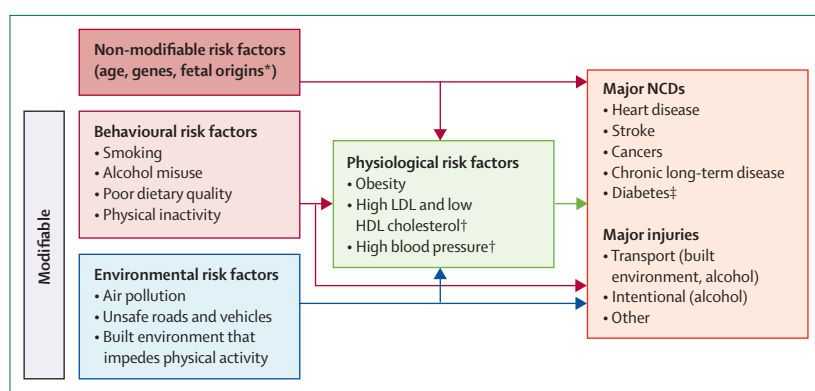 Non-modifiable risk factors
(age, genes, fetal origins*)
Modifiable
Behavioural risk factors
• Smoking
• Alcohol misuse
• Poor dietary quality
• Physical inactivity
Environmental risk factors
• Air pollution
• Unsafe roads and vehicles
• Built environment that
impedes physical activity
Physiological risk factors
• Obesity
• High LDL and low
HDL cholesterol†
• High blood pressure†
Major NCDs
• Heart disease
• Stroke
• Cancers
• Chronic long-term disease
• Diabetes‡
Major injuries
• Transport (built
environment, alcohol)
• Intentional (alcohol)
• Other